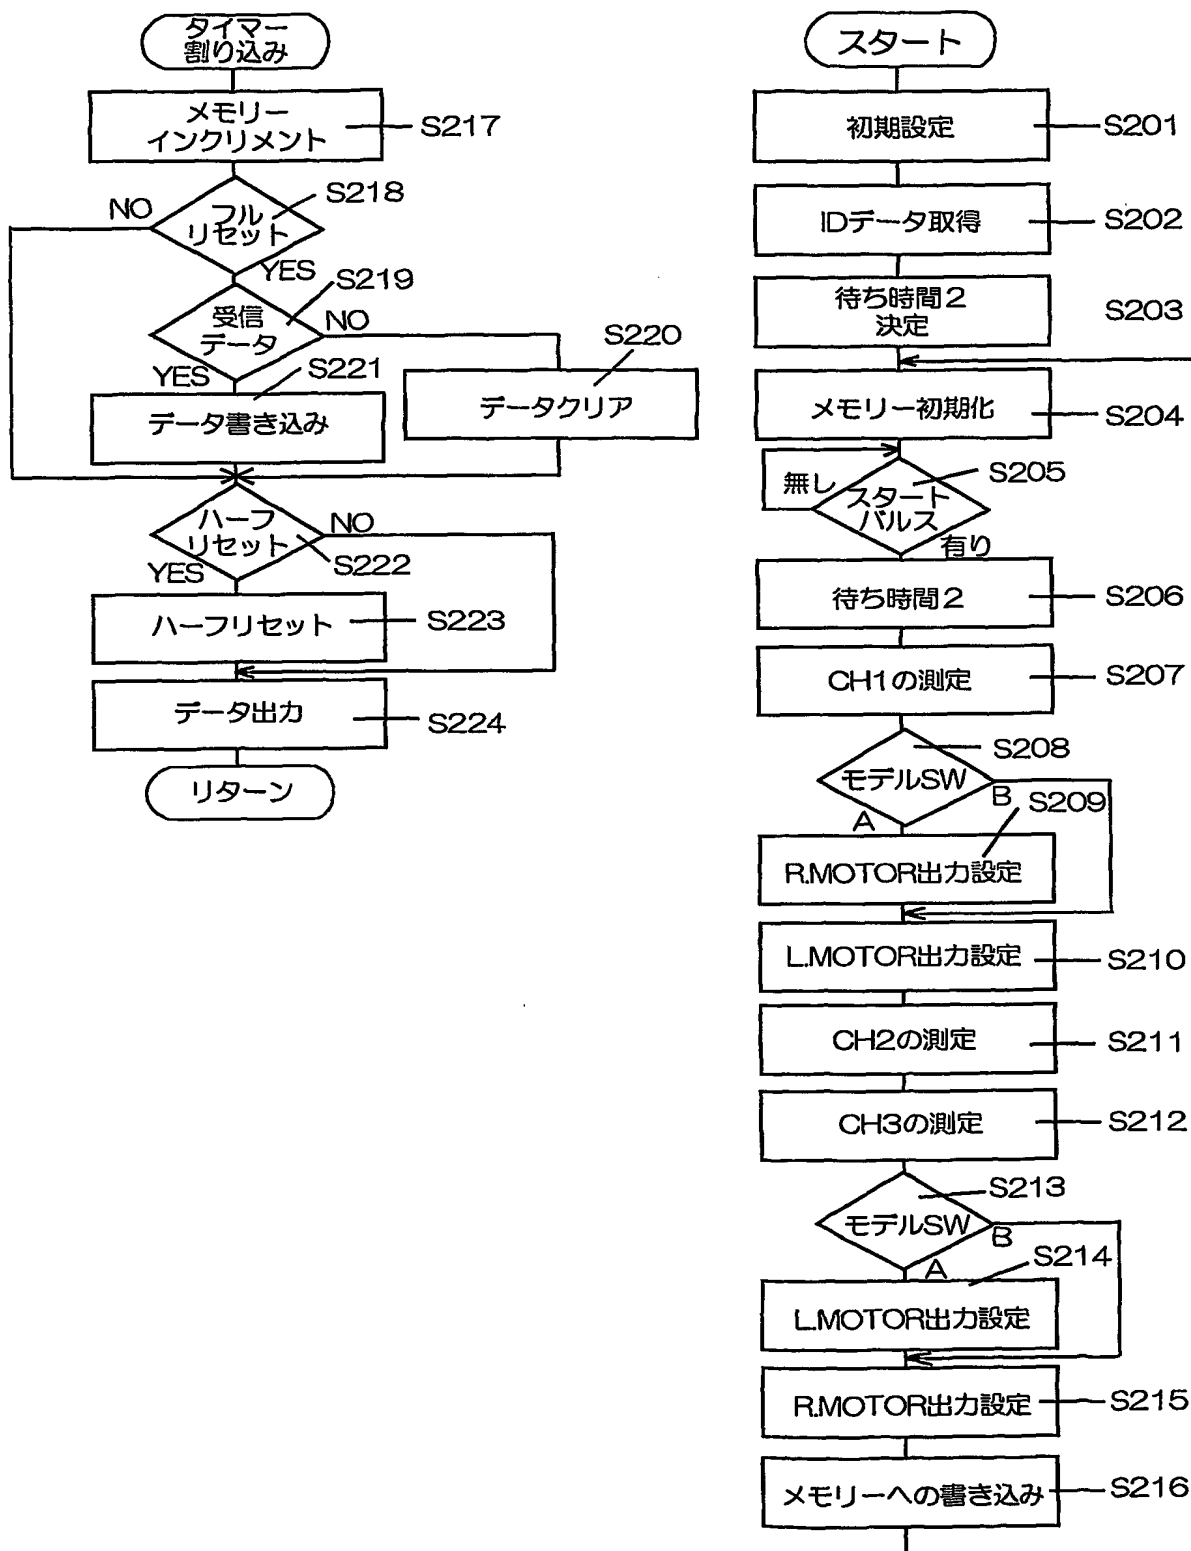 タイマー
割り込み
メモリー
インクリメント
S217
フル
リセット
S218
NO
YES
受信
データ
S219
NO
YES
S220
データクリア
S221
データ書き込み
ハーフ
リセット
NO
S222
YES
ハーフリセット
S223
データ出力
S224
リターン
スタート
初期設定
S201
IDデータ取得
S202
待ち時間2
決定
S203
メモリー初期化
S204
無し
スタート
パルス
S205
有り
待ち時間2
S206
CH1の測定
S207
S208
モデルSW
B
A
S209
R.MOTOR出力設定
L.MOTOR出力設定
S210
CH2の測定
S211
CH3の測定
S212
S213
モデルSW
B
A
S214
L.MOTOR出力設定
R.MOTOR出力設定
S215
メモリーへの書き込み
S216